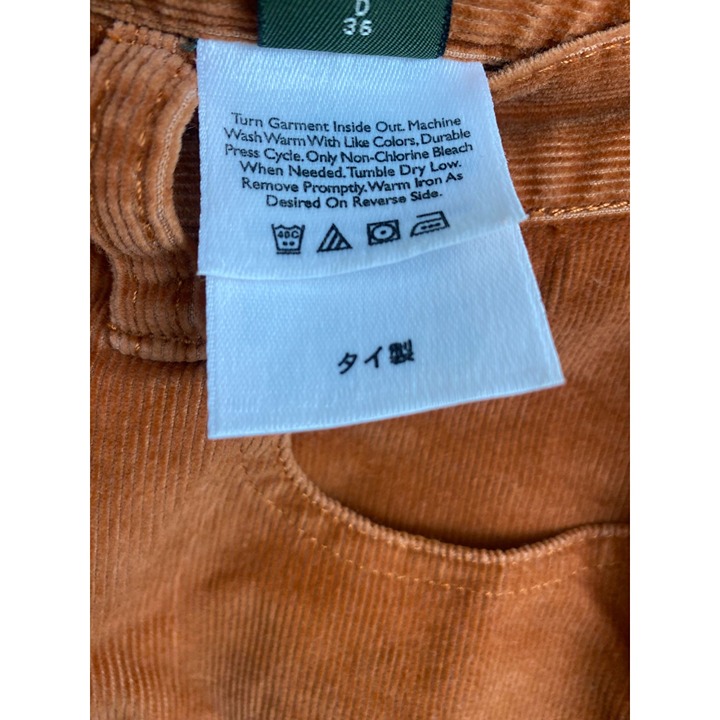 D
36
Turn Garment Inside Out. Machine
Wash Warm With Like Colors, Durable
Press Cycle. Only Non-Chlorine Bleach
When Needed. Tumble Dry Low.
Remove Promptly. Warm Iron As
Desired On Reverse Side.
40C
タイ製